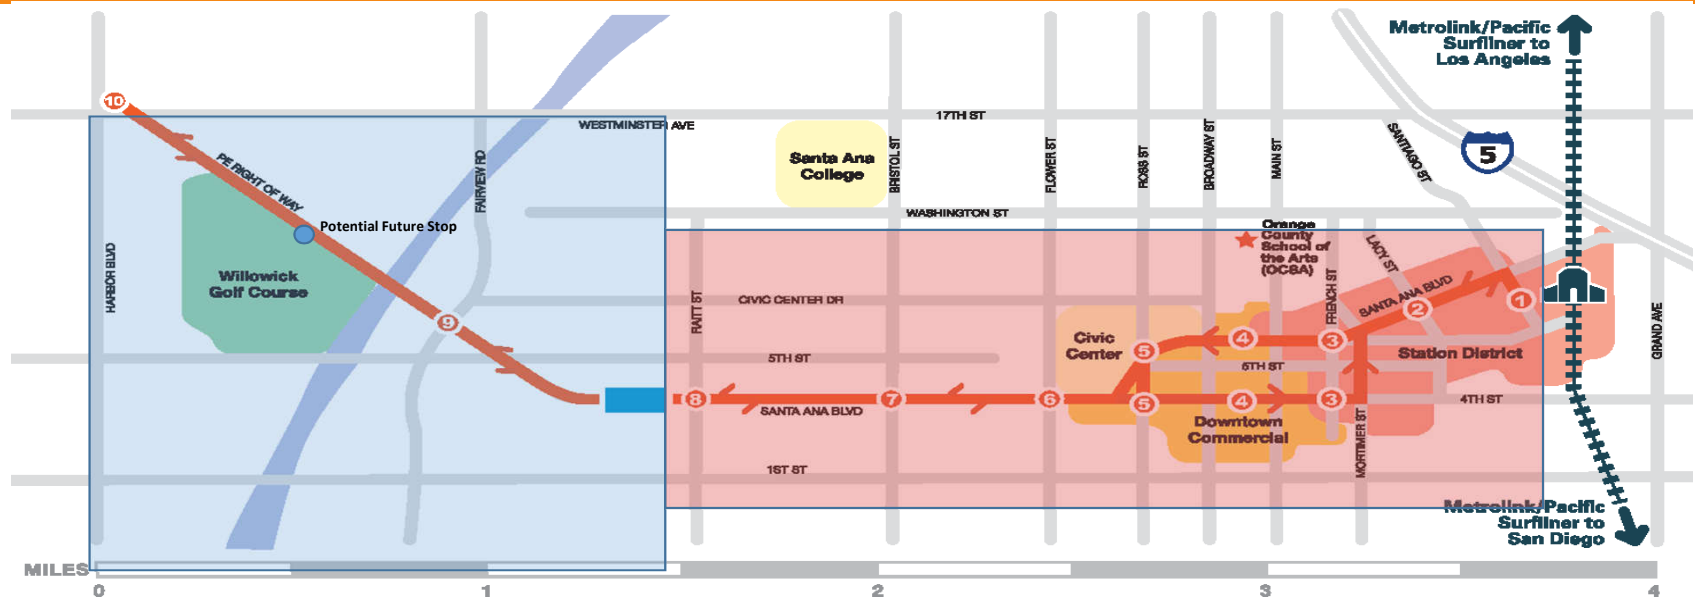 Metrolink/Pacific
Surfliner to
Los Angeles
10
17TH ST
WESTMINSTER AVE
5
SANTIAGO ST
Santa Ana
College
BRISTOL ST
FLOWER ST
ROSS ST
BROADWAY ST
MAIN ST
FAIRVIEW RD
PE RIGHT OF WAY
WASHINGTON ST
Potential Future Stop
Orange
County
School of
the Arts
(OCSA)
LACY ST
HARBOR BLVD
Willowick
Golf Course
RAITT ST
CIVIC CENTER DR
FRENCH ST
SANTA ANA BLVD
1
2
9
GRAND AVE
Civic
Center
5
4
3
Station District
5TH ST
5TH ST
8
7
6
5
4
3
SANTA ANA BLVD
4TH ST
Downtown
Commercial
MORTIMER ST
1ST ST
Metrolink/Pacific
Surfliner to
San Diego
MILES
0
1
2
3
4